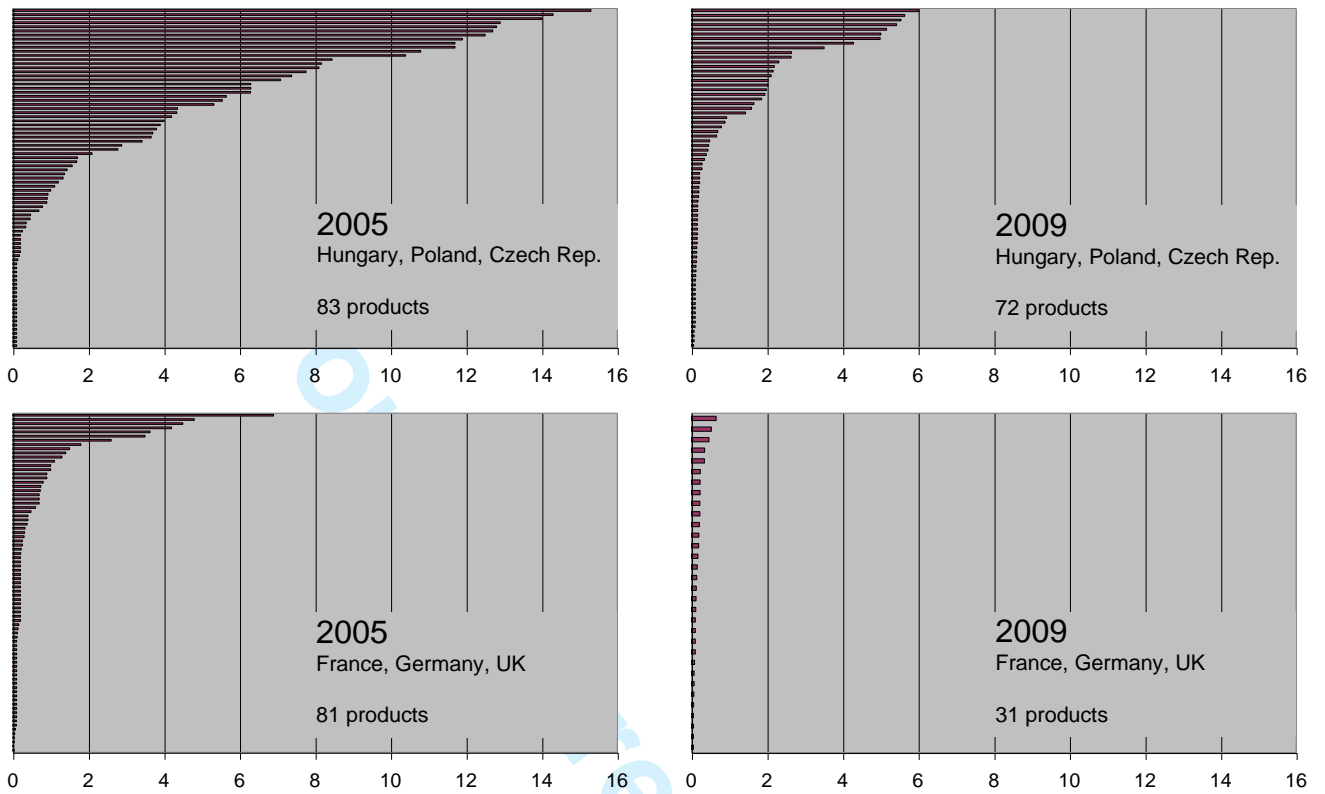 2005
Hungary, Poland, Czech Rep.
83 products
0 2 4 6 8 10 12 14 16
2009
Hungary, Poland, Czech Rep.
72 products
0 2 4 6 8 10 12 14 16
2005
France, Germany, UK
81 products
0 2 4 6 8 10 12 14 16
2009
France, Germany, UK
31 products
0 2 4 6 8 10 12 14 16